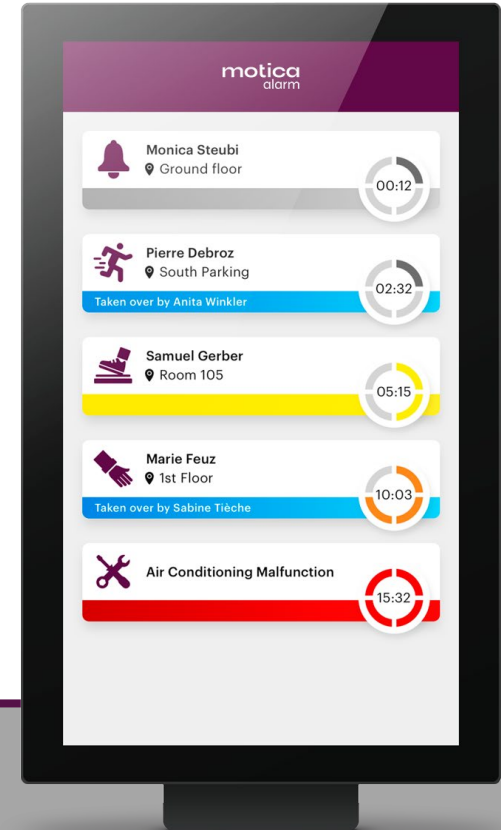 motica
alarm
Monica Steubi
Ground floor
00:12
Pierre Debroz
South Parking
02:32
Taken over by Anita Winkler
Samuel Gerber
Room 105
05:15
Marie Feuz
1st Floor
10:03
Taken over by Sabine Tièche
Air Conditioning Malfunction
15:32